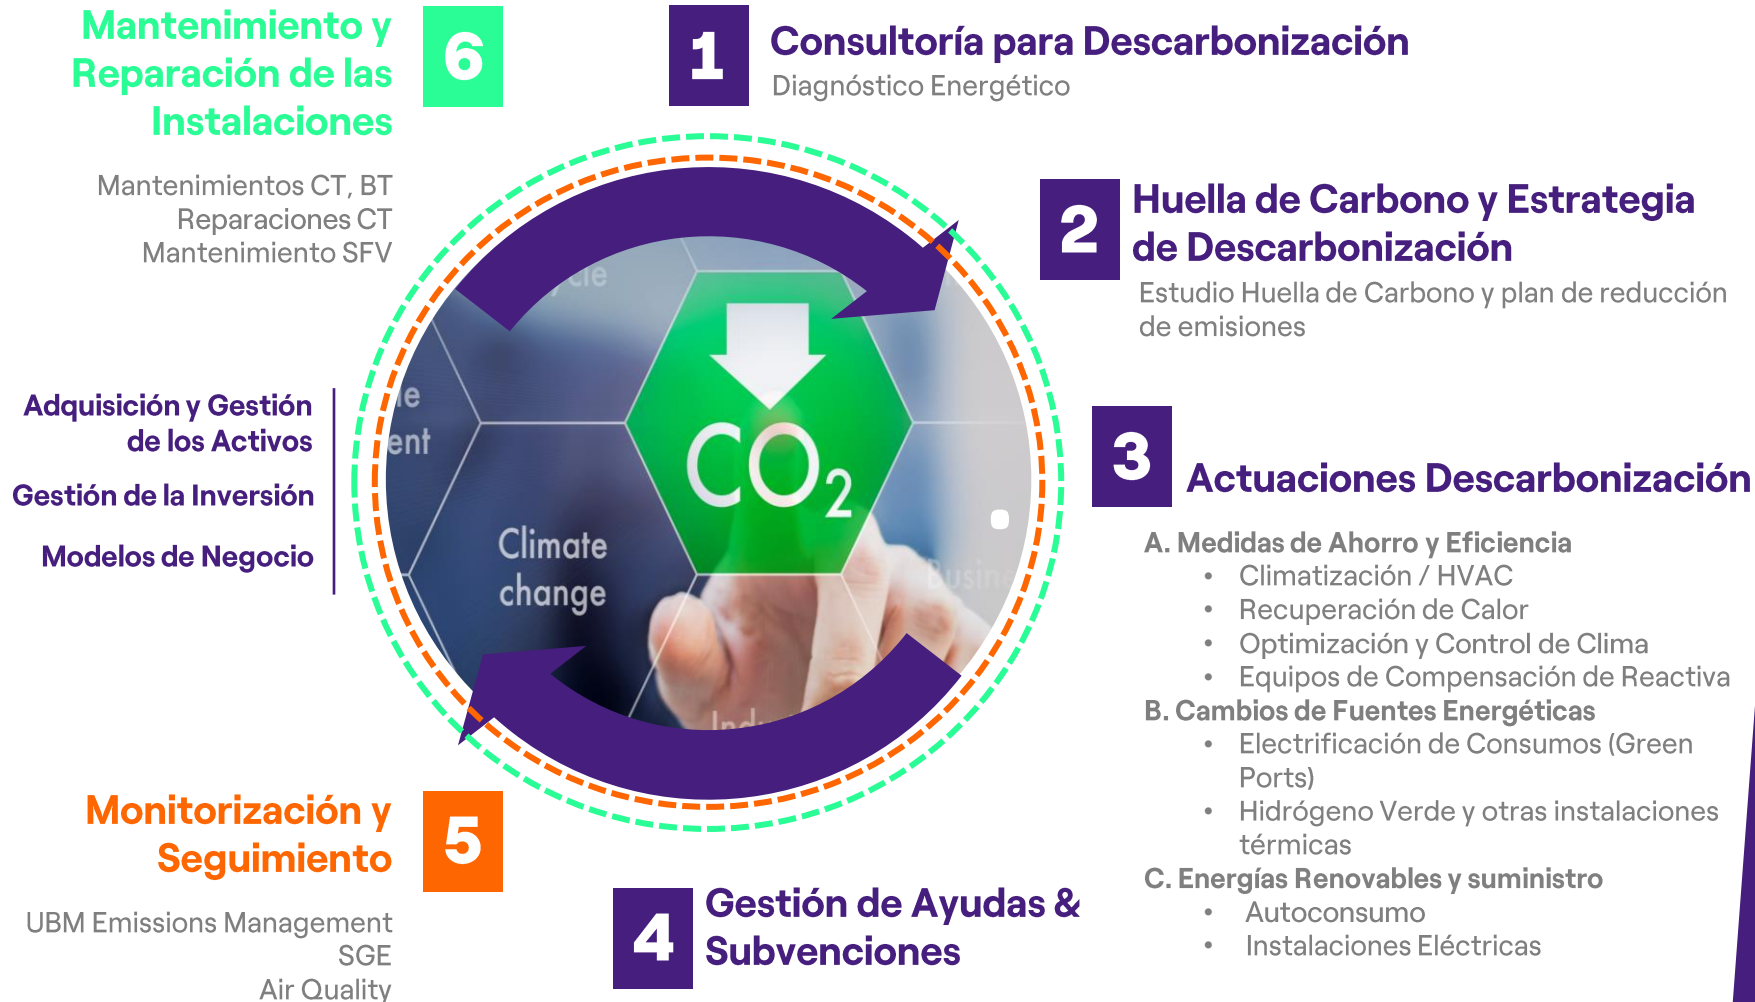 1
Consultoría para Descarbonización
Diagnóstico Energético
2
Huella de Carbono y Estrategia
de Descarbonización
Estudio Huella de Carbono y plan de reducción
de emisiones
3
Actuaciones Descarbonización
A. Medidas de Ahorro y Eficiencia
• Climatización / HVAC
• Recuperación de Calor
• Optimización y Control de Clima
• Equipos de Compensación de Reactiva
B. Cambios de Fuentes Energéticas
• Electrificación de Consumos (Green
Ports)
• Hidrógeno Verde y otras instalaciones
térmicas
C. Energías Renovables y suministro
• Autoconsumo
• Instalaciones Eléctricas
4
Gestión de Ayudas &
Subvenciones
5
Monitorización y
Seguimiento
UBM Emissions Management
SGE
Air Quality
6
Mantenimiento y
Reparación de las
Instalaciones
Mantenimientos CT, BT
Reparaciones CT
Mantenimiento SFV
Adquisición y Gestión
de los Activos
Gestión de la Inversión
Modelos de Negocio
CO2
Climate
change